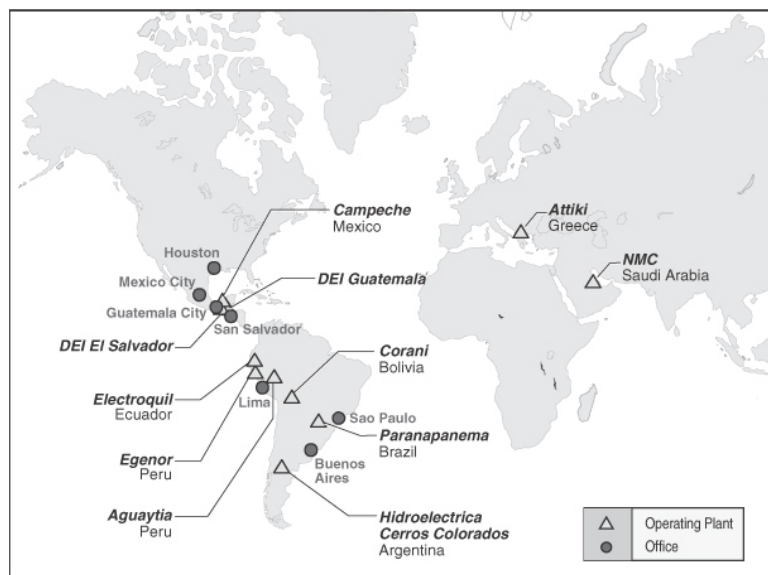 Campeche
Mexico
Attiki
Greece
Houston
NMC
Saudi Arabia
DEI Guatemala
Mexico City
Guatemala City
San Salvador
DEI El Salvador
Corani
Bolivia
Electroquil
Ecuador
Lima
Sao Paulo
Paranapanema
Brazil
Egenor
Peru
Buenos
Aires
Aguaytia
Peru
Hidroelectrica
Cerros Colorados
Argentina
Operating Plant
Office